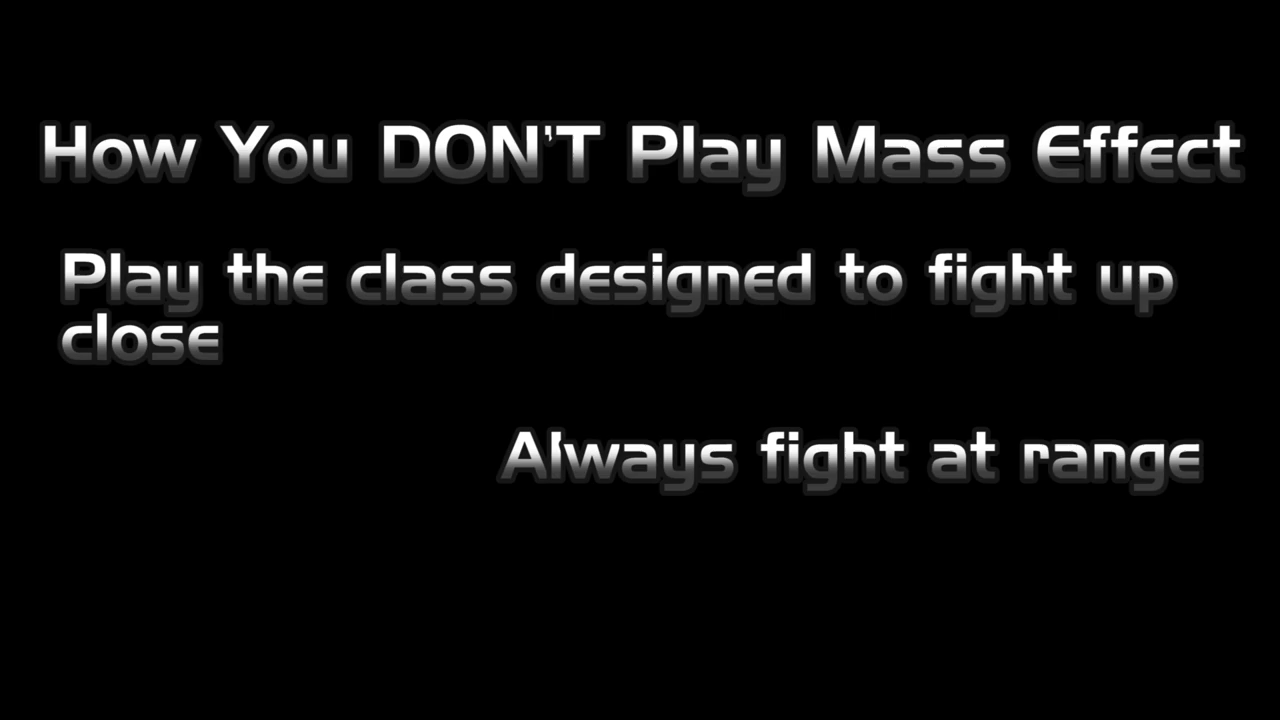 How You DON'T Play Mass Effect
Play the class designed to fight up
close
Always fight at range